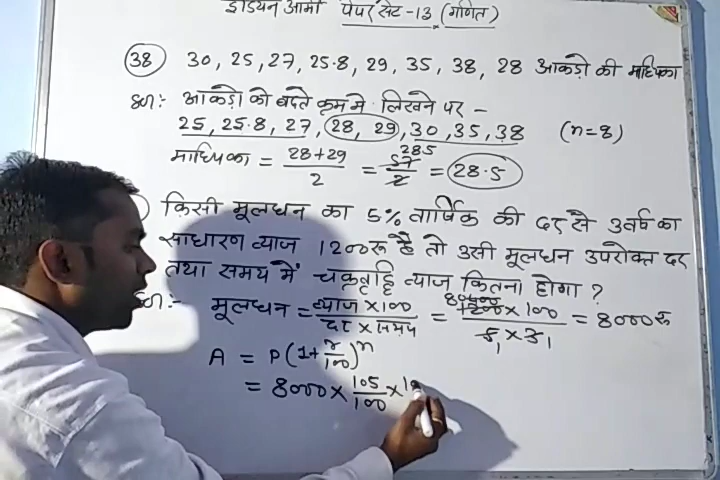 इंडियन आर्मी पेपर सेट-13 (गणित)
38 30, 25, 27, 25.8, 29, 35, 38, 28 आंकड़ो की माध्यिका
हल:- आंकड़ो को बढ़ते क्रम मे लिखने पर -
25, 25.8, 27, 28, 29, 30, 35, 38 (n=8)
माध्यिका = 28+29/2 = 57/2 28.5 = 28.5
किसी मूलधन का 5% वार्षिक की दर से 3 वर्ष का
साधारण व्याज 1200रू है तो उसी मूलधन उपरोक्त दर
तथा समय में चक्रवृद्धि व्याज कितना होगा ?
मूलधन = व्याज × 100/दर × समय = 1200 × 100/5 × 3 = 8000रू
A = P(1+r/100)^n
= 8000 × 105/100 ×